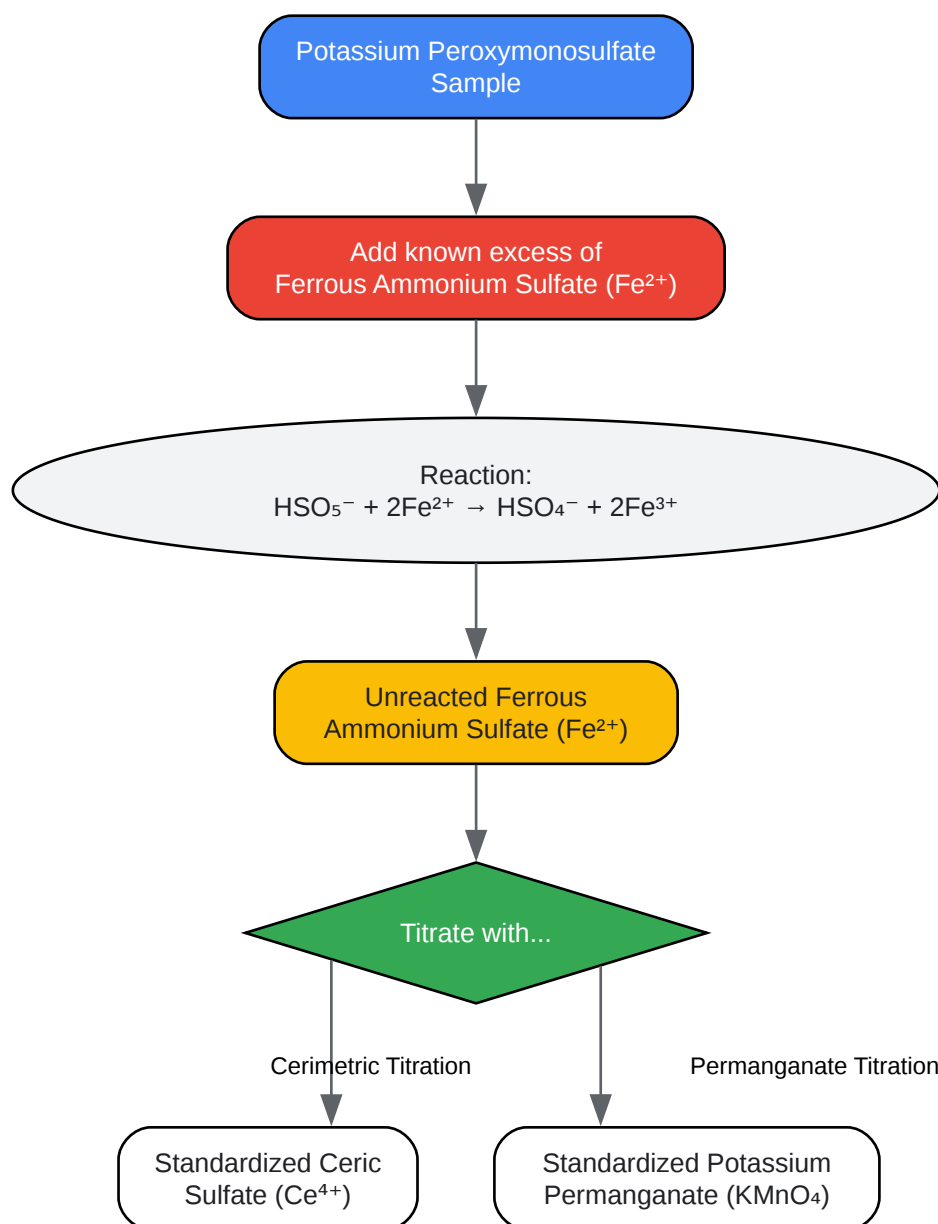 Potassium Peroxymonosulfate
Sample
Add known excess of
Ferrous Ammonium Sulfate (Fe²⁺)
Reaction:
HSO₅⁻ + 2Fe²⁺ → HSO₄⁻ + 2Fe³⁺
Unreacted Ferrous
Ammonium Sulfate (Fe²⁺)
Titrate with...
Cerimetric Titration
Permanganate Titration
Standardized Ceric
Sulfate (Ce⁴⁺)
Standardized Potassium
Permanganate (KMnO₄)